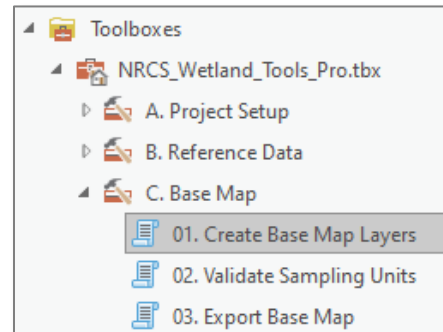 Toolboxes
NRCS_Wetland_Tools_Pro.tbx
A. Project Setup
B. Reference Data
C. Base Map
01. Create Base Map Layers
02. Validate Sampling Units
03. Export Base Map